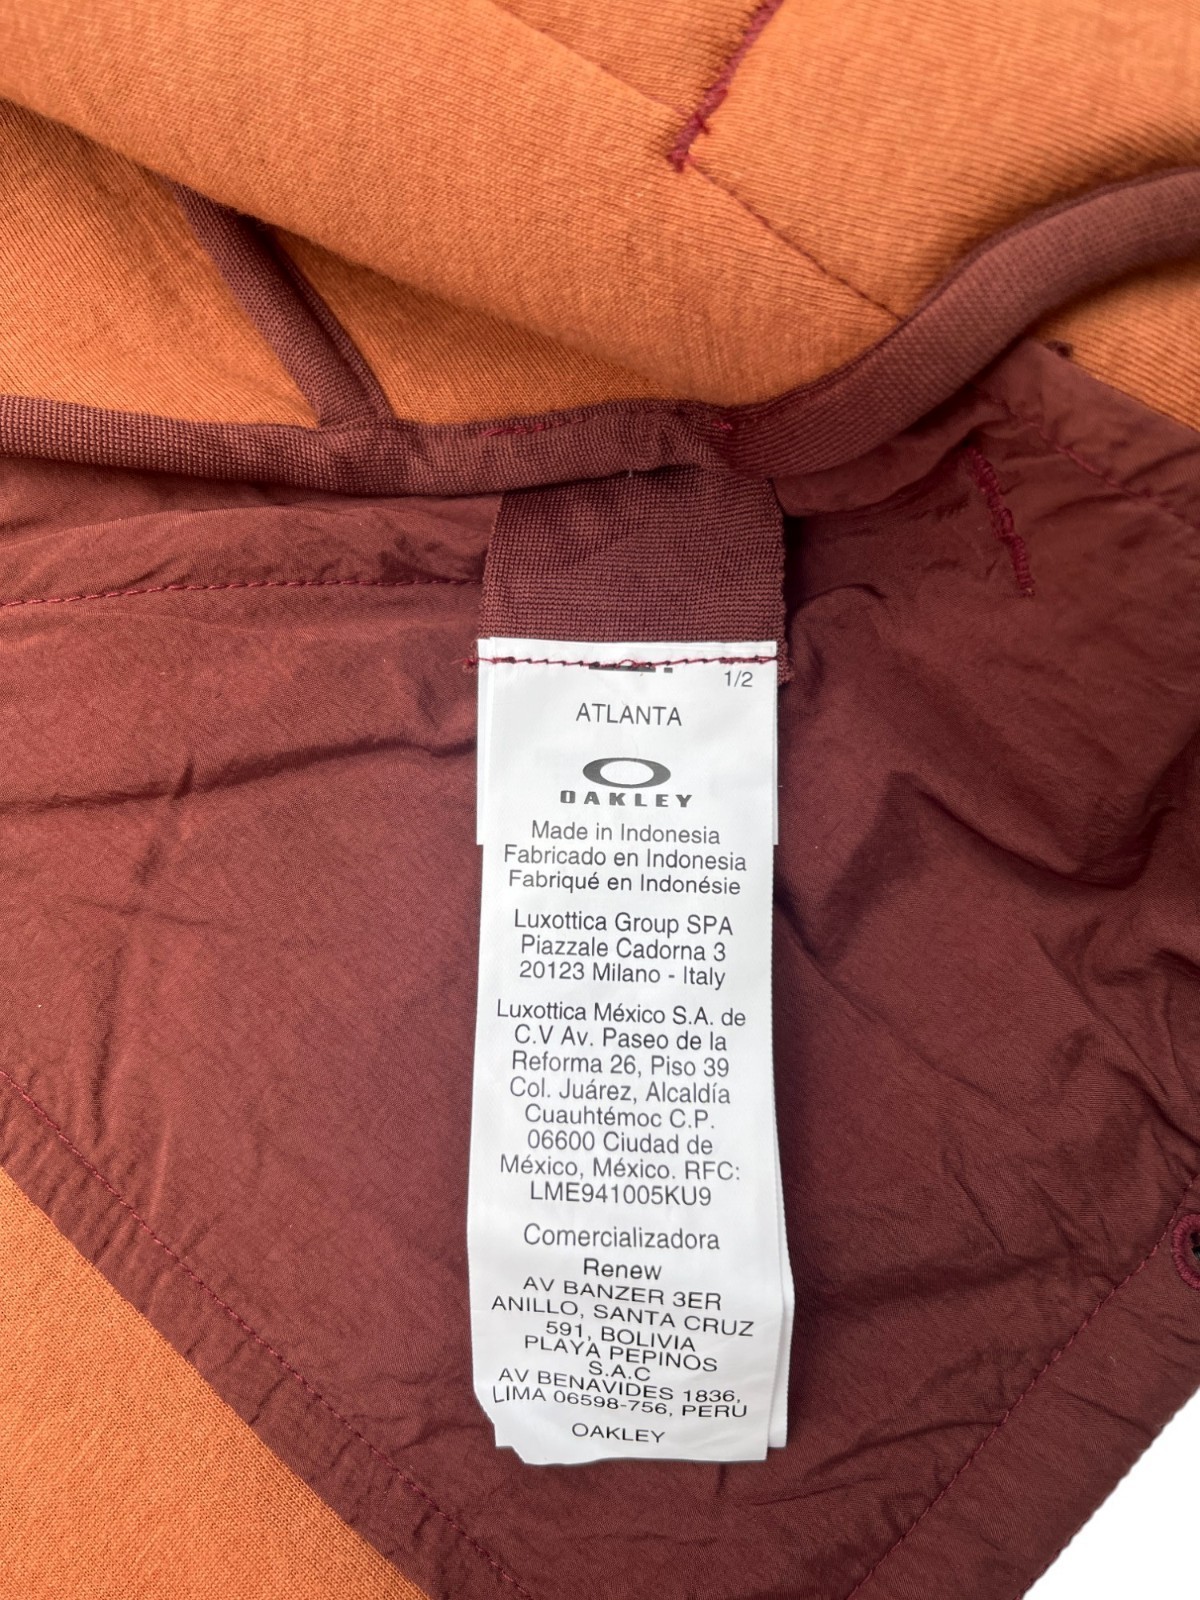 1/2
ATLANTA
OAKLEY
Made in Indonesia
Fabricado en Indonesia
Fabriqué en Indonésie
Luxottica Group SPA
Piazzale Cadorna 3
20123 Milano - Italy
Luxottica México S.A. de
C.V Av. Paseo de la
Reforma 26, Piso 39
Col. Juárez, Alcaldía
Cuauhtémoc C.P.
06600 Ciudad de
México, México. RFC:
LME941005KU9
Comercializadora
Renew
AV BANZER 3ER
ANILLO, SANTA CRUZ
591, BOLIVIA
PLAYA PEPINOS
S.A.C
AV BENAVIDES 1836,
LIMA 06598-756, PERU
OAKLEY